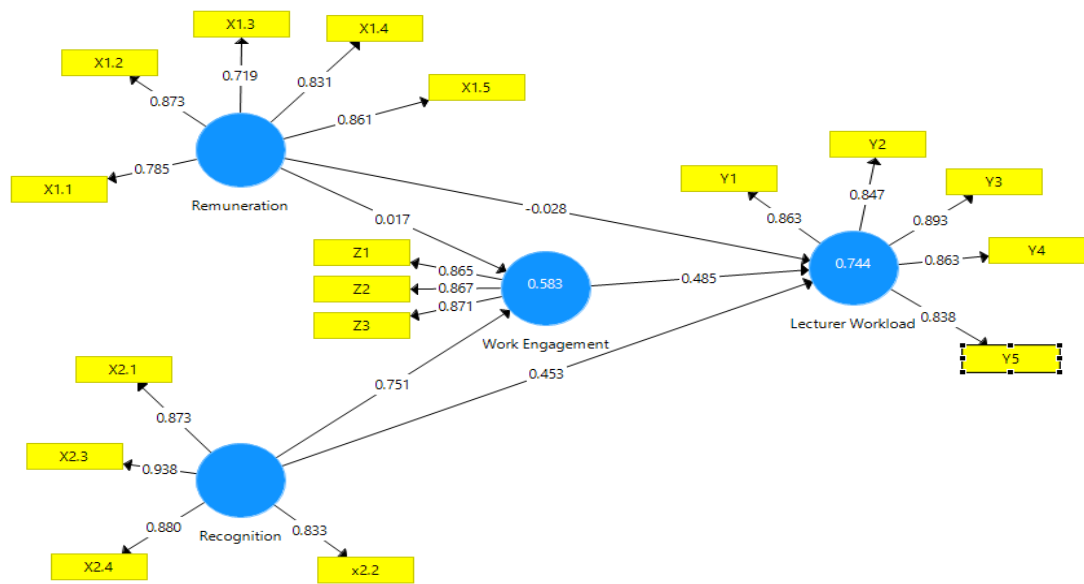 X1.3
X1.4
X1.2
0.719
0.831
X1.5
0.873
0.861
0.785
X1.1
Remuneration
Y2
Y1
Y3
0.847
0.863
0.893
-0.028
0.017
Z1
0.865
Z2
0.867
Z3
0.871
0.583
Work Engagement
0.485
0.744
Lecturer Workload
0.863
Y4
0.838
Y5
0.751
0.453
X2.1
0.873
X2.3
0.938
0.880
0.833
Recognition
X2.4
x2.2